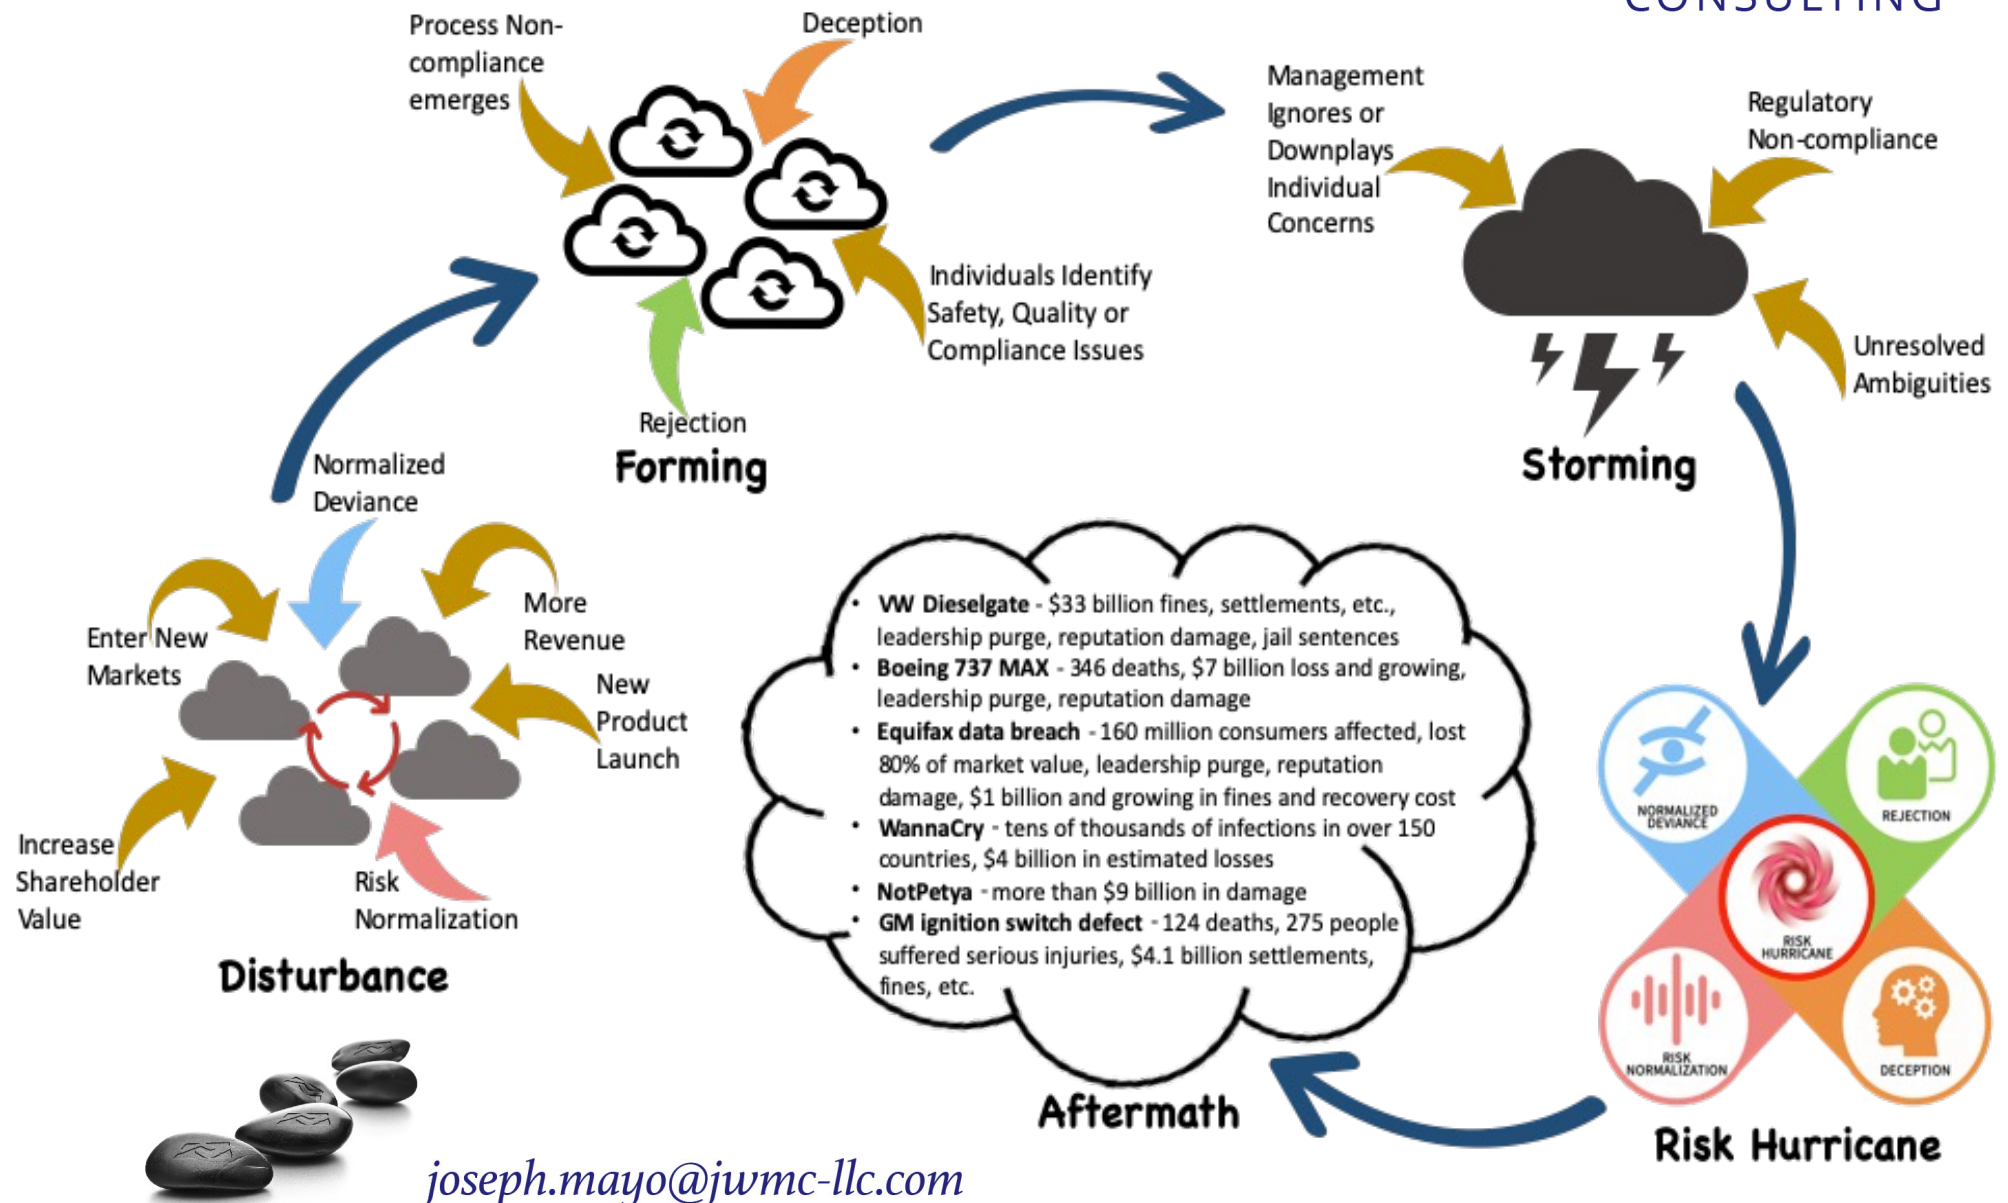 CONSULTING
Process Non-
compliance
emerges
Deception
Individuals Identify
Safety, Quality or
Compliance Issues
Rejection
Forming
Management
Ignores or
Downplays
Individual
Concerns
Regulatory
Non-compliance
Unresolved
Ambiguities
Storming
Normalized
Deviance
More
Revenue
Enter New
Markets
New
Product
Launch
Increase
Shareholder
Value
Risk
Normalization
Disturbance
• VW Dieselgate - $33 billion fines, settlements, etc.,
leadership purge, reputation damage, jail sentences
• Boeing 737 MAX - 346 deaths, $7 billion loss and growing,
leadership purge, reputation damage
• Equifax data breach - 160 million consumers affected, lost
80% of market value, leadership purge, reputation
damage, $1 billion and growing in fines and recovery cost
• WannaCry - tens of thousands of infections in over 150
countries, $4 billion in estimated losses
• NotPetya - more than $9 billion in damage
• GM ignition switch defect - 124 deaths, 275 people
suffered serious injuries, $4.1 billion settlements,
fines, etc.
Aftermath
NORMALIZED
DEVIANCE
REJECTION
RISK
HURRICANE
RISK
NORMALIZATION
DECEPTION
Risk Hurricane
joseph.mayo@jwmc-llc.com